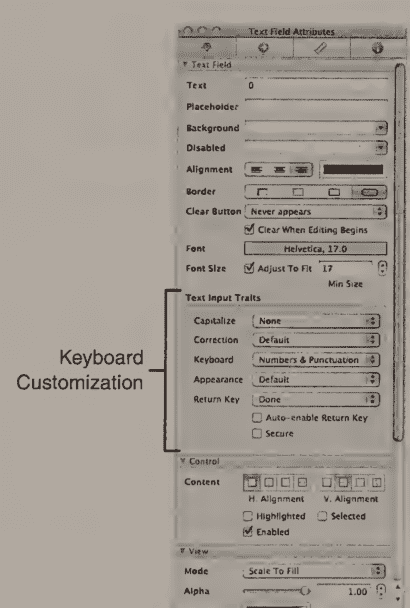 Text Field Attributes
Text Field
Text 0
Placeholder
Background
Disabled
Alignment
Border
Clear Button Never appears
Clear When Editing Begins
Font Helvetica, 17.0
Font Size Adjust To Fit 17
Min Size
Text Input Traits
Capitalize None
Correction Default
Keyboard Numbers & Punctuation
Appearance Default
Return Key Done
Auto-enable Return Key
Secure
Keyboard
Customization
Control
Content
H. Alignment V. Alignment
Highlighted Selected
Enabled
View
Mode Scale To Fill
Alpha 1.00